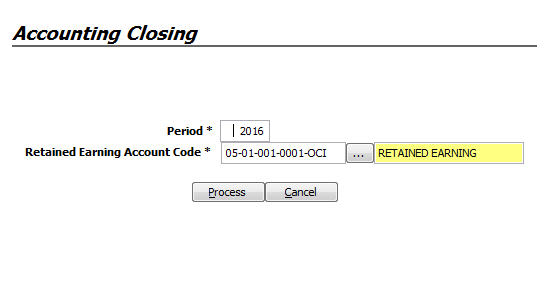 Accounting Closing
Period * 2016
Retained Earning Account Code * 05-01-001-0001-OCI ... RETAINED EARNING
Process Cancel